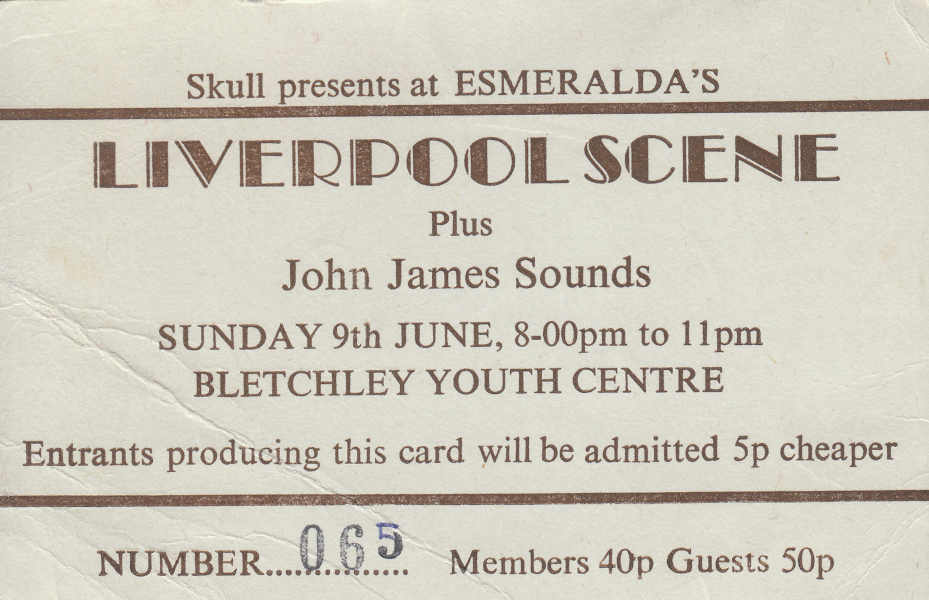 Skull presents at ESMERALDA'S
LIVERPOOL SCENE
Plus
John James Sounds
SUNDAY 9th JUNE, 8-00pm to 11pm
BLETCHLEY YOUTH CENTRE
Entrants producing this card will be admitted 5p cheaper
NUMBER....065.... Members 40p Guests 50p